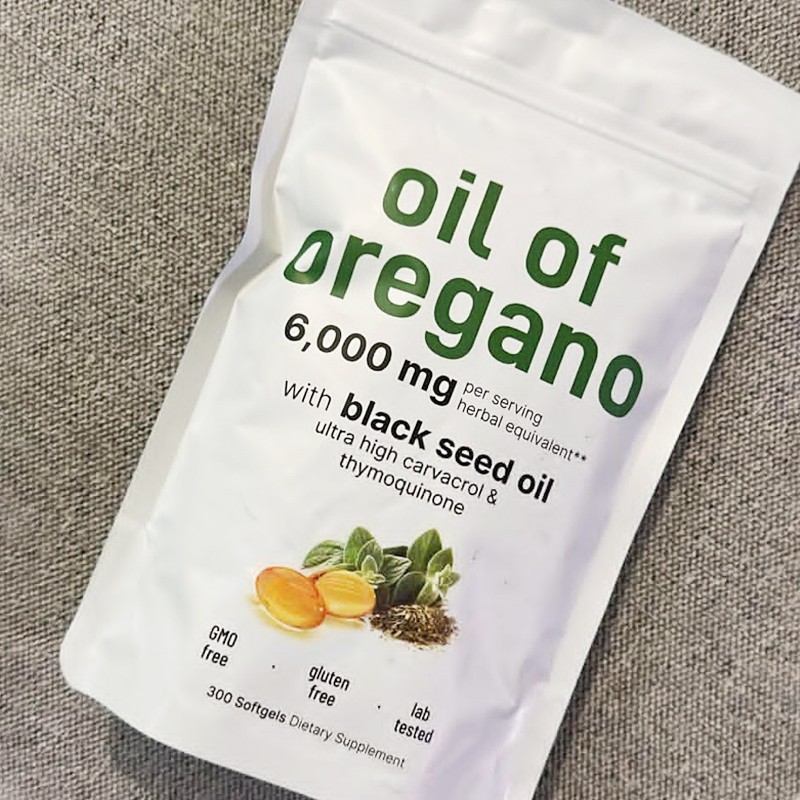 oil of
oregano
6,000 mg per serving
herbal equivalent**
with black seed oil
ultra high carvacrol &
thymoquinone
GMO
free
·
gluten
free
·
lab
tested
300 Softgels Dietary Supplement